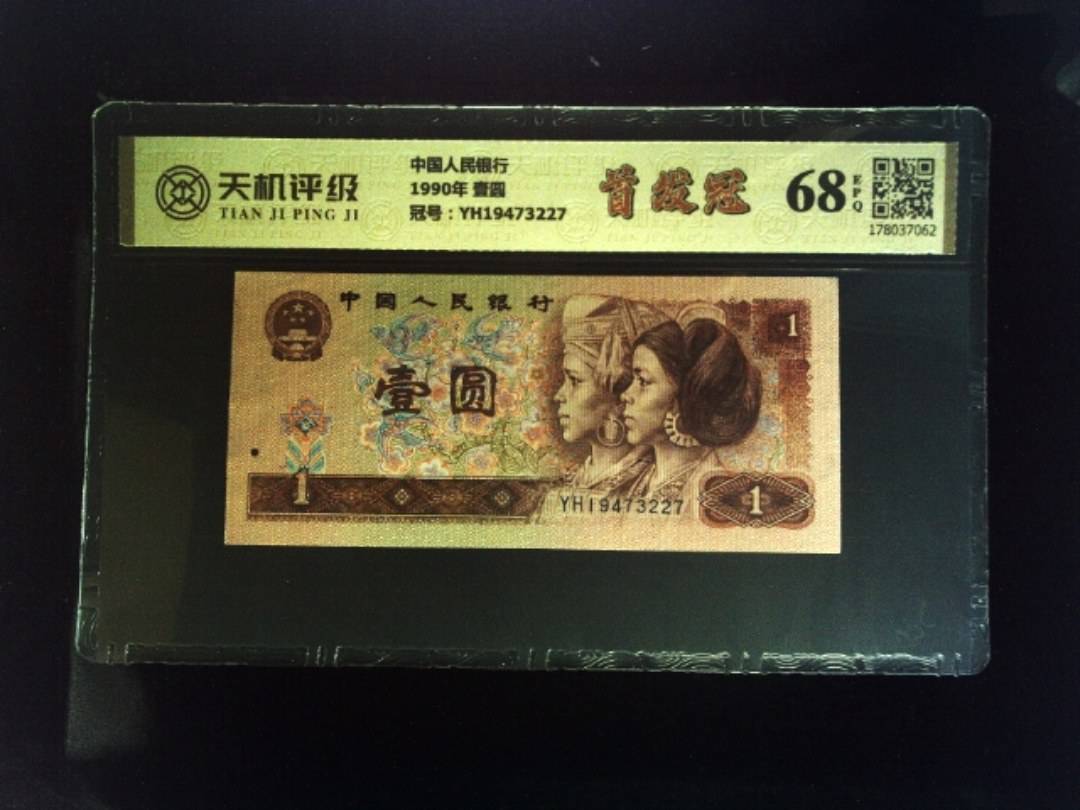 天机评级
TIAN JI PING JI
中国人民银行
1990年 壹圆
冠号：YH19473227
首发冠
68
EPQ
178037062
中国人民银行
1
壹圆
1
YH19473227
1